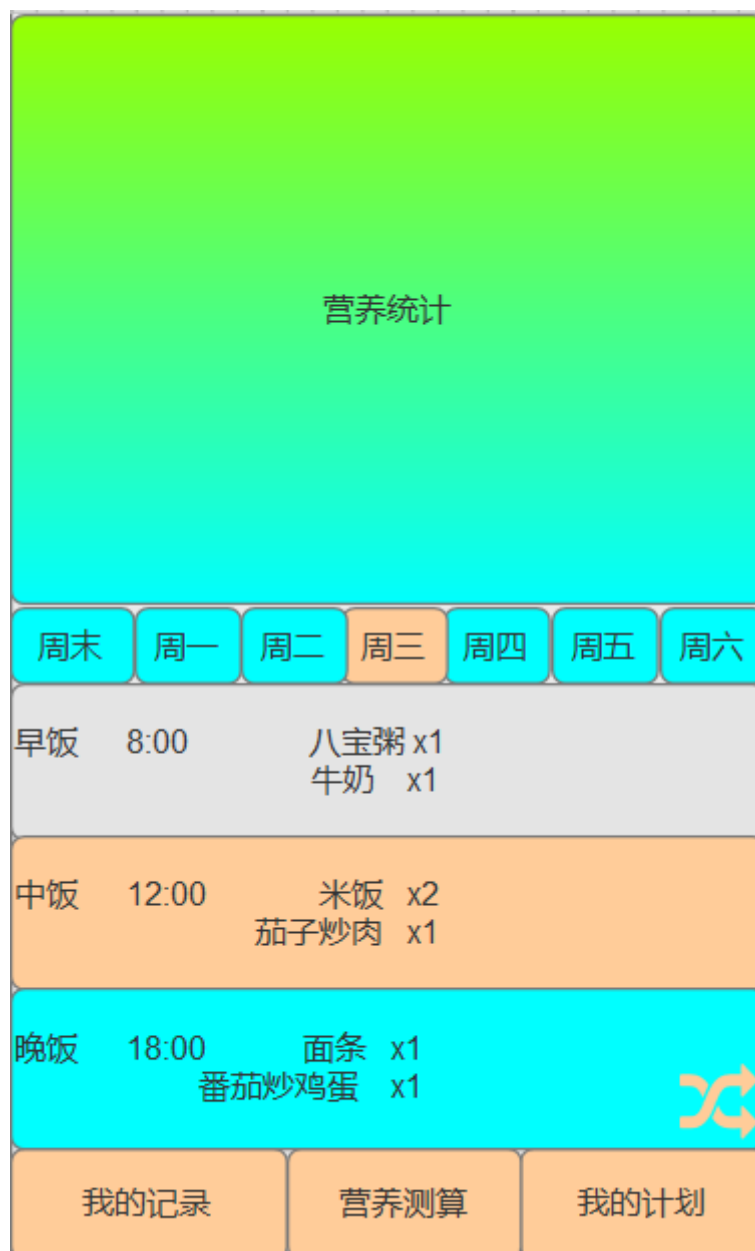 营养统计
周末 周一 周二 周三 周四 周五 周六
早饭 8:00 八宝粥 x1
牛奶 x1
中饭 12:00 米饭 x2
茄子炒肉 x1
晚饭 18:00 面条 x1
番茄炒鸡蛋 x1
我的记录 营养测算 我的计划